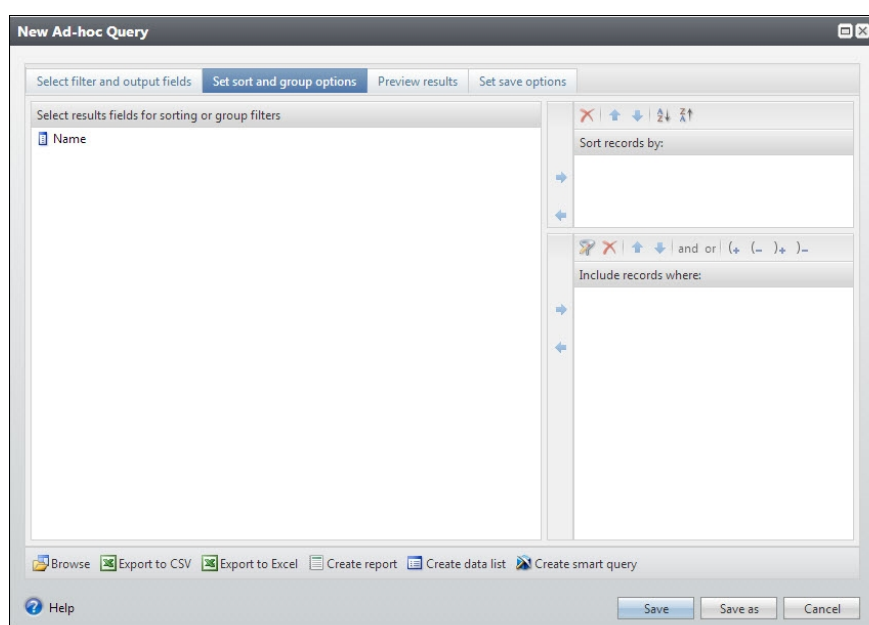 New Ad-hoc Query
Select filter and output fields Set sort and group options Preview results Set save options
Select results fields for sorting or group filters
Name
Sort records by:
and or (+ (- )+ )-
Include records where:
Browse Export to CSV Export to Excel Create report Create data list Create smart query
Help Save Save as Cancel